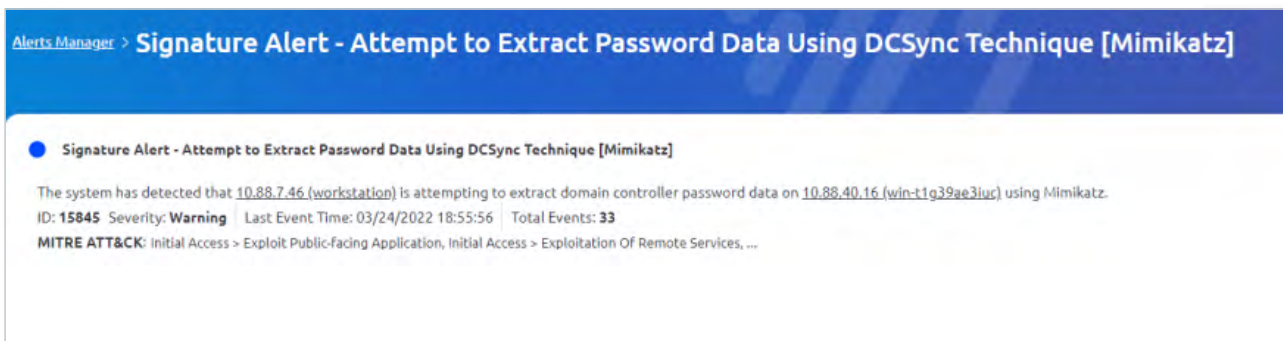 Alerts Manager > Signature Alert - Attempt to Extract Password Data Using DCSync Technique [Mimikatz]
Signature Alert - Attempt to Extract Password Data Using DCSync Technique [Mimikatz]
The system has detected that 10.88.7.46 (workstation) is attempting to extract domain controller password data on 10.88.40.16 (win-t1g39ae3iuc) using Mimikatz.
ID: 15845 Severity: Warning Last Event Time: 03/24/2022 18:55:56 Total Events: 33
MITRE ATT&CK: Initial Access > Exploit Public-facing Application, Initial Access > Exploitation Of Remote Services, ...